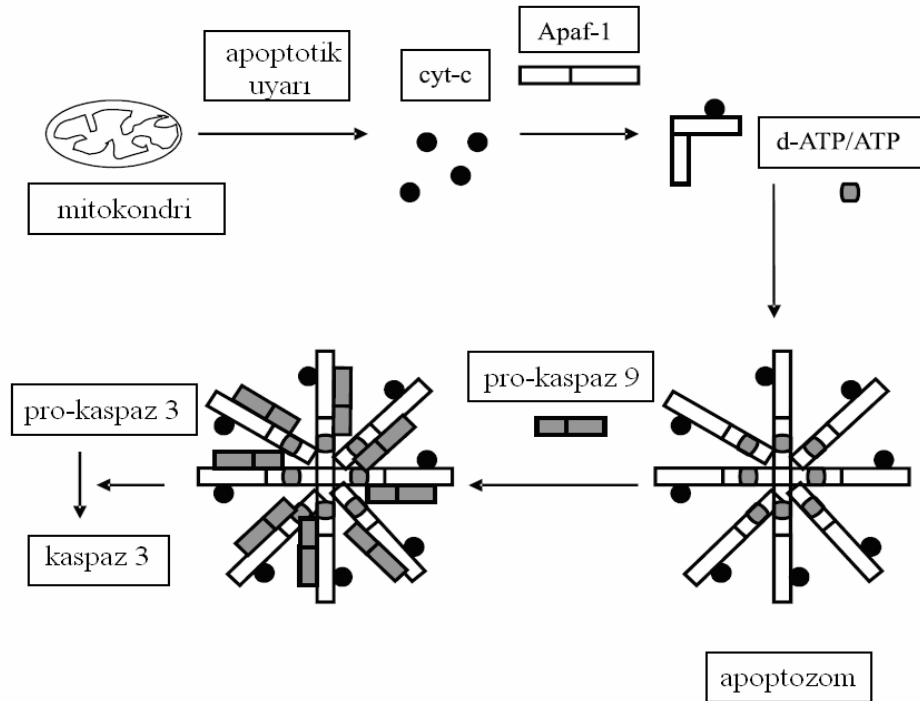 apoptotik
uyarı
cyt-c
Apaf-1
mitokondri
d-ATP/ATP
pro-kaspaz 3
pro-kaspaz 9
kaspaz 3
apoptozom